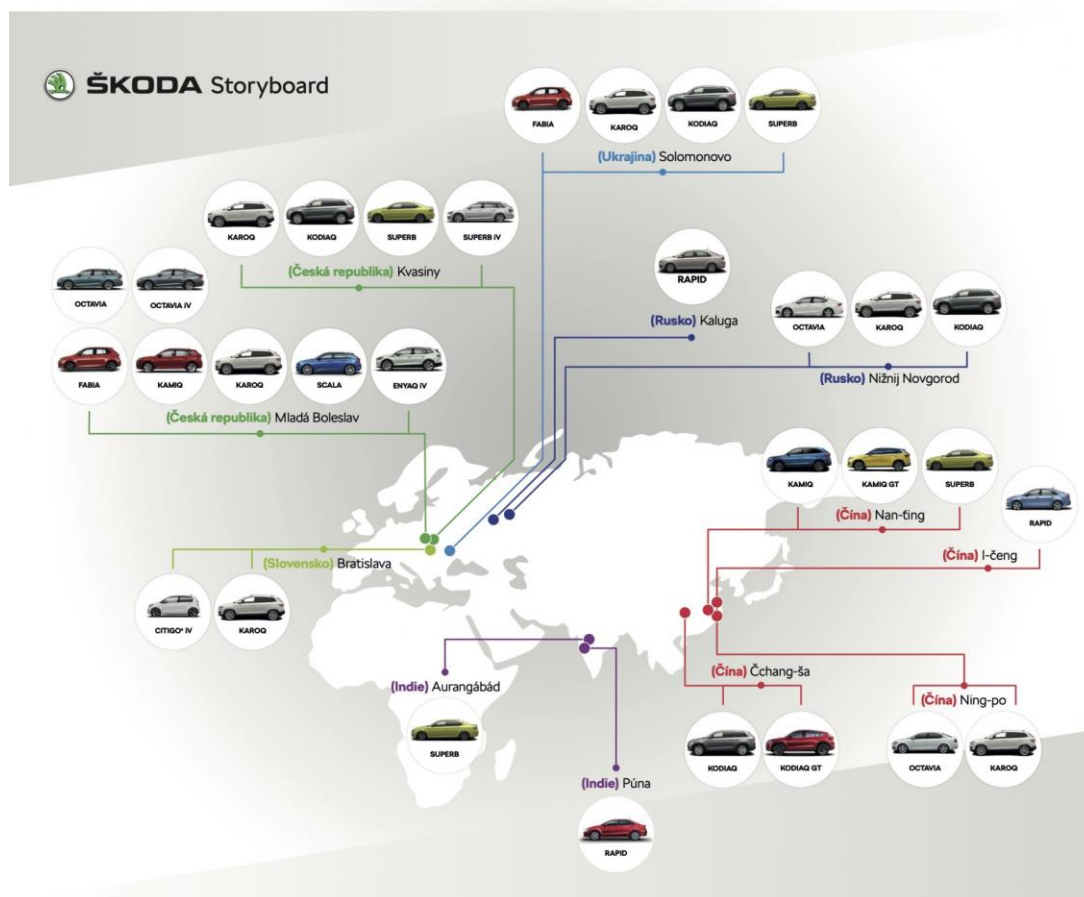 ŠKODA Storyboard
FABIA
KAROQ
KODIAQ
SUPERB
(Ukrajina) Solomonovo
KAROQ
KODIAQ
SUPERB
SUPERB iV
(Česká republika) Kvasiny
RAPID
(Rusko) Kaluga
OCTAVIA
OCTAVIA iV
OCTAVIA
KAROQ
KODIAQ
(Rusko) Nižnij Novgorod
FABIA
KAMIQ
KAROQ
SCALA
ENYAQ iV
(Česká republika) Mladá Boleslav
KAMIQ
KAMIQ GT
SUPERB
(Čína) Nan-ťing
RAPID
(Čína) I-čeng
(Slovensko) Bratislava
CITIGOᵉ iV
KAROQ
(Indie) Aurangábád
SUPERB
(Čína) Čchang-ša
KODIAQ
KODIAQ GT
(Čína) Ning-po
OCTAVIA
KAROQ
(Indie) Púna
RAPID